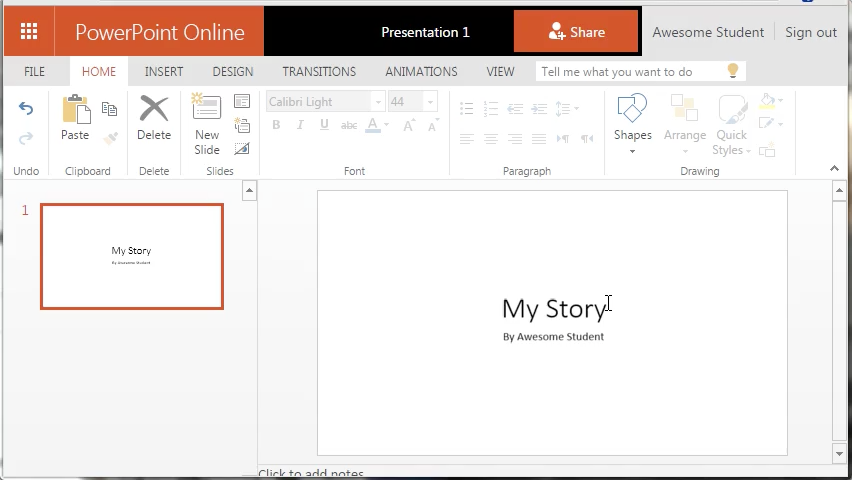 PowerPoint Online
Presentation 1
Share
Awesome Student
Sign out
FILE
HOME
INSERT
DESIGN
TRANSITIONS
ANIMATIONS
VIEW
Tell me what you want to do
Calibri Light
44
Paste
Delete
New
Slide
B I U abc A A A
Shapes
Arrange
Quick
Styles
Undo
Clipboard
Delete
Slides
Font
Paragraph
Drawing
1
My Story
By Awesome Student
My Story
By Awesome Student
Click to add notes